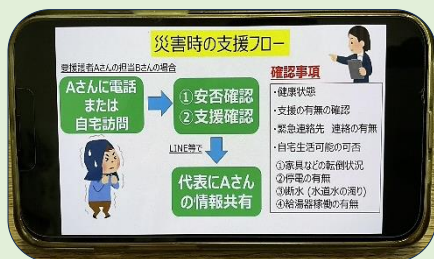 災害時の支援フロー
要援護者Aさんの担当Bさんの場合
Aさんに電話
または
自宅訪問
①安否確認
②支援確認
LINE等で
代表にAさん
の情報共有
確認事項
・健康状態
・支援の有無の確認
・緊急連絡先 連絡の有無
・自宅生活可能の可否
①家具などの転倒状況
②停電の有無
③断水(水道水の濁り)
④給湯器稼働の有無